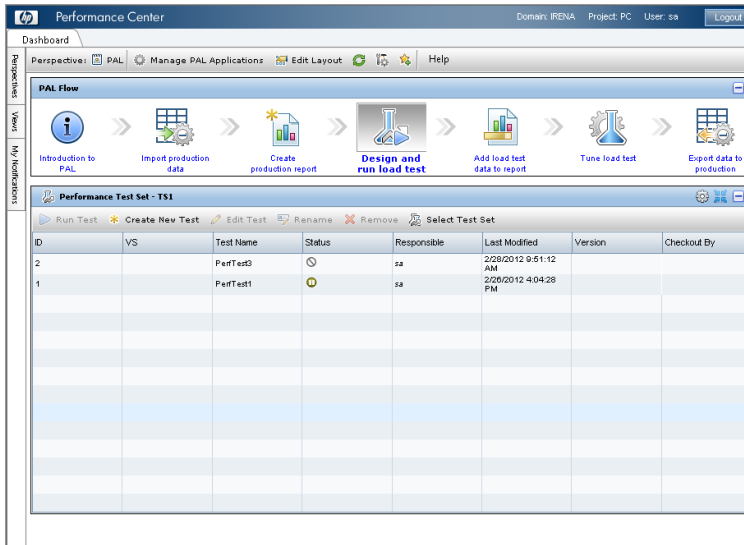 hp Performance Center Domain: IRENA Project: PC User: sa Logout
Dashboard
Perspectives
Views
My Notifications
Perspective: PAL Manage PAL Applications Edit Layout Help
PAL Flow
Introduction to
PAL
Import production
data
Create
production report
Design and
run load test
Add load test
data to report
Tune load test
Export data to
production
Performance Test Set - TS1
Run Test Create New Test Edit Test Rename Remove Select Test Set
ID VS Test Name Status Responsible Last Modified Version Checkout By
2 PerfTest3 sa 2/28/2012 9:51:12
AM
1 PerfTest1 sa 2/26/2012 4:04:28
PM